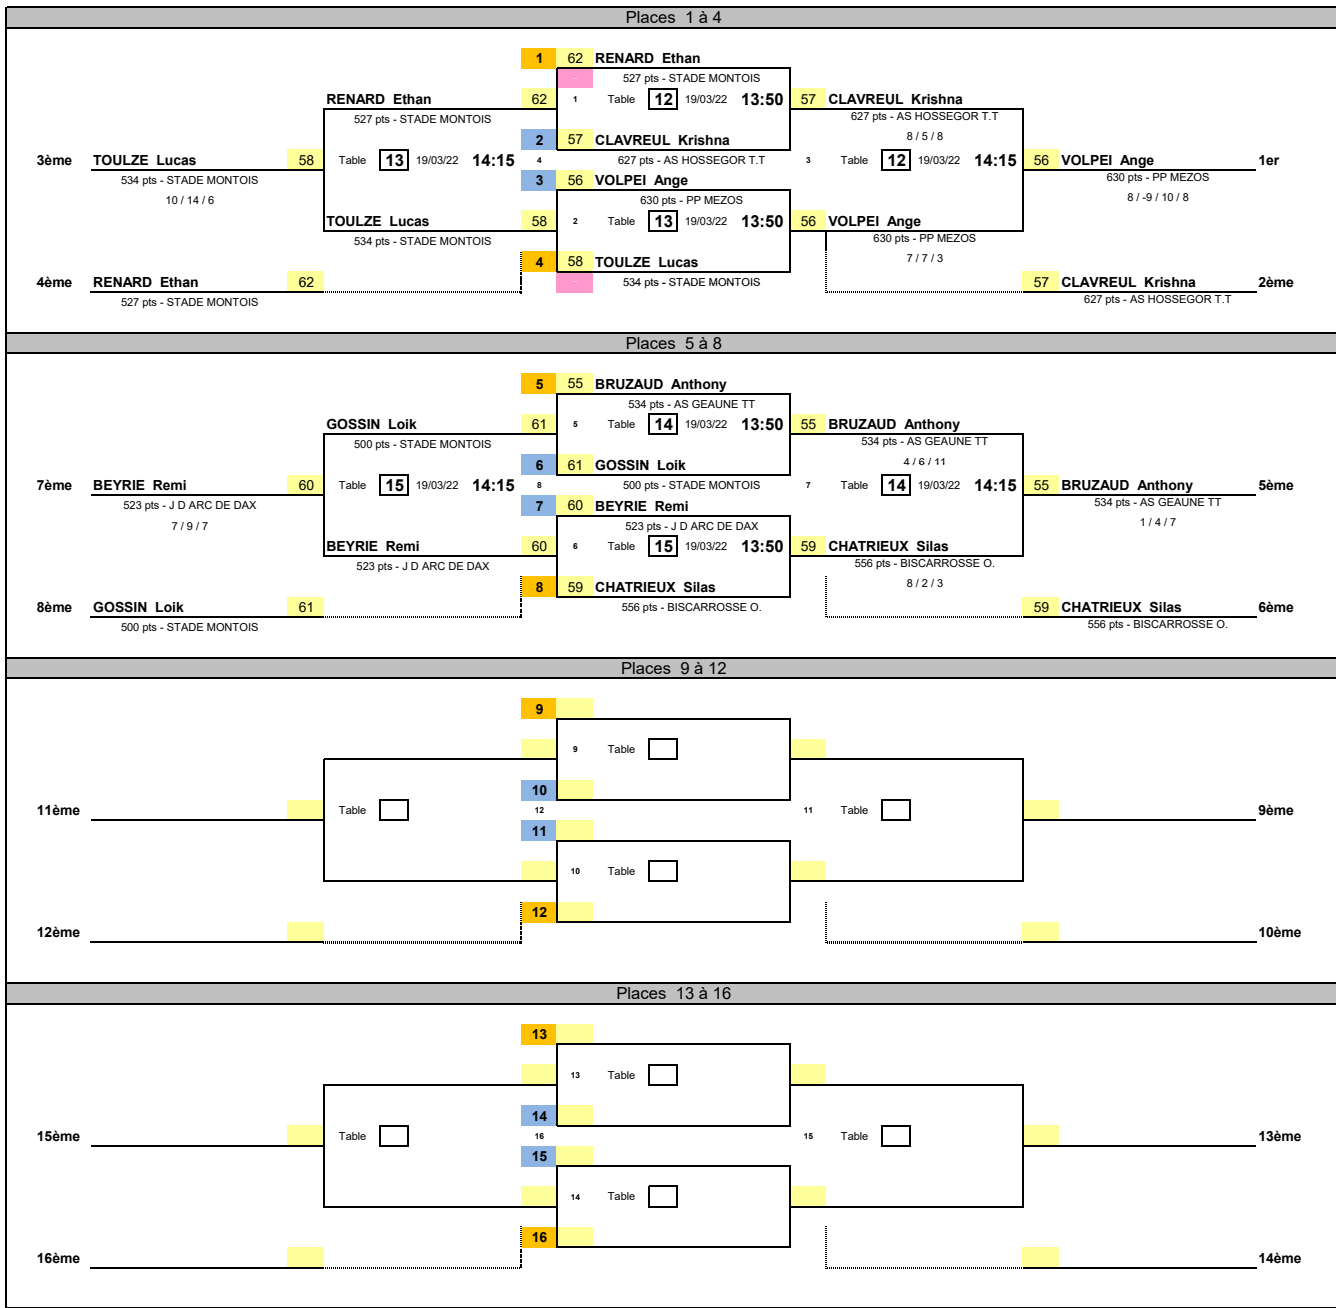 Places 1 à 4
1 62 RENARD Ethan
527 pts - STADE MONTOIS
RENARD Ethan 62 1 Table 12 19/03/22 13:50 57 CLAVREUL Krishna
527 pts - STADE MONTOIS 627 pts - AS HOSSEGOR T.T
8 / 5 / 8
2 57 CLAVREUL Krishna
3ème TOULZE Lucas 58 Table 13 19/03/22 14:15 4 627 pts - AS HOSSEGOR T.T 3 Table 12 19/03/22 14:15 56 VOLPEI Ange 1er
534 pts - STADE MONTOIS 3 56 VOLPEI Ange 630 pts - PP MEZOS
10 / 14 / 6 630 pts - PP MEZOS 8 / -9 / 10 / 8
TOULZE Lucas 58 2 Table 13 19/03/22 13:50 56 VOLPEI Ange
534 pts - STADE MONTOIS 630 pts - PP MEZOS
4 58 TOULZE Lucas 7 / 7 / 3
4ème RENARD Ethan 62 534 pts - STADE MONTOIS 57 CLAVREUL Krishna 2ème
527 pts - STADE MONTOIS 627 pts - AS HOSSEGOR T.T
Places 5 à 8
5 55 BRUZAUD Anthony
534 pts - AS GEAUNE TT
GOSSIN Loik 61 5 Table 14 19/03/22 13:50 55 BRUZAUD Anthony
500 pts - STADE MONTOIS 534 pts - AS GEAUNE TT
6 61 GOSSIN Loik 4 / 6 / 11
7ème BEYRIE Remi 60 Table 15 19/03/22 14:15 8 500 pts - STADE MONTOIS 7 Table 14 19/03/22 14:15 55 BRUZAUD Anthony 5ème
523 pts - J D ARC DE DAX 7 60 BEYRIE Remi 534 pts - AS GEAUNE TT
7 / 9 / 7 523 pts - J D ARC DE DAX 1 / 4 / 7
BEYRIE Remi 60 6 Table 15 19/03/22 13:50 59 CHATRIEUX Silas
523 pts - J D ARC DE DAX 556 pts - BISCARROSSE O.
8 59 CHATRIEUX Silas 8 / 2 / 3
8ème GOSSIN Loik 61 556 pts - BISCARROSSE O. 59 CHATRIEUX Silas 6ème
500 pts - STADE MONTOIS 556 pts - BISCARROSSE O.
Places 9 à 12
9
9 Table
10
11ème Table 12 11 Table 9ème
11
10 Table
12
12ème 10ème
Places 13 à 16
13
13 Table
14
15ème Table 16 15 Table 13ème
15
14 Table
16
16ème 14ème